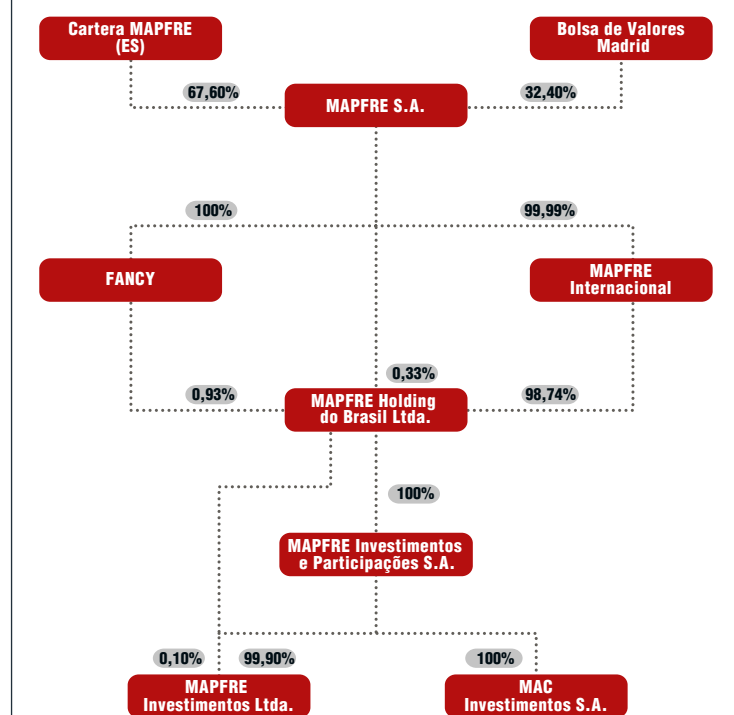 Cartera MAPFRE
(ES)
Bolsa de Valores
Madrid
67,60%
MAPFRE S.A.
32,40%
100%
99,99%
FANCY
MAPFRE
Internacional
0,33%
0,93%
MAPFRE Holding
do Brasil Ltda.
98,74%
100%
MAPFRE Investimentos
e Participações S.A.
0,10%
99,90%
100%
MAPFRE
Investimentos Ltda.
MAC
Investimentos S.A.